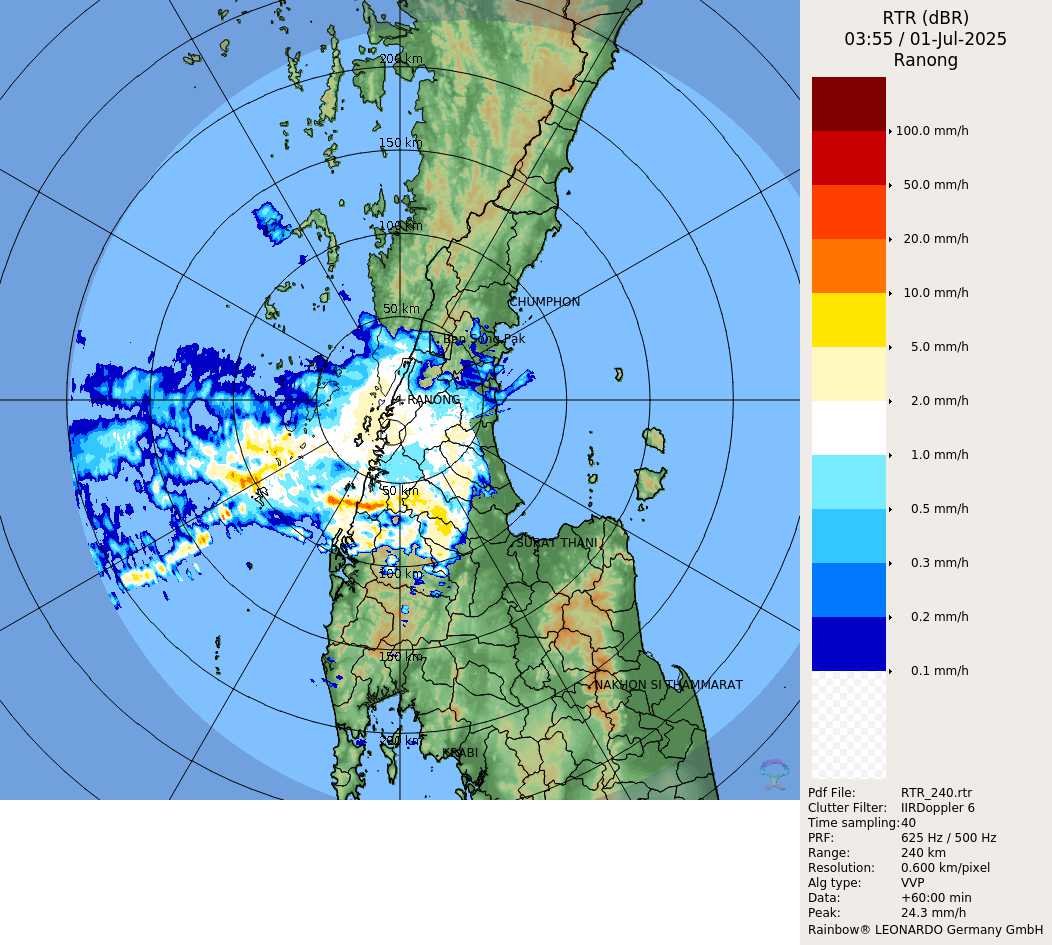 RTR (dBR)
03:55 / 01-Jul-2025
Ranong
200 km
150 km
100 km
50 km
CHUMPHON
Ban Song Pak
RANONG
50 km
SURAT THANI
100 km
150 km
NAKHON SI THAMMARAT
200 km
KRABI
100.0 mm/h
50.0 mm/h
20.0 mm/h
10.0 mm/h
5.0 mm/h
2.0 mm/h
1.0 mm/h
0.5 mm/h
0.3 mm/h
0.2 mm/h
0.1 mm/h
Pdf File: RTR_240.rtr
Clutter Filter: IIRDoppler 6
Time sampling: 40
PRF: 625 Hz / 500 Hz
Range: 240 km
Resolution: 0.600 km/pixel
Alg type: VVP
Data: +60:00 min
Peak: 24.3 mm/h
Rainbow® LEONARDO Germany GmbH